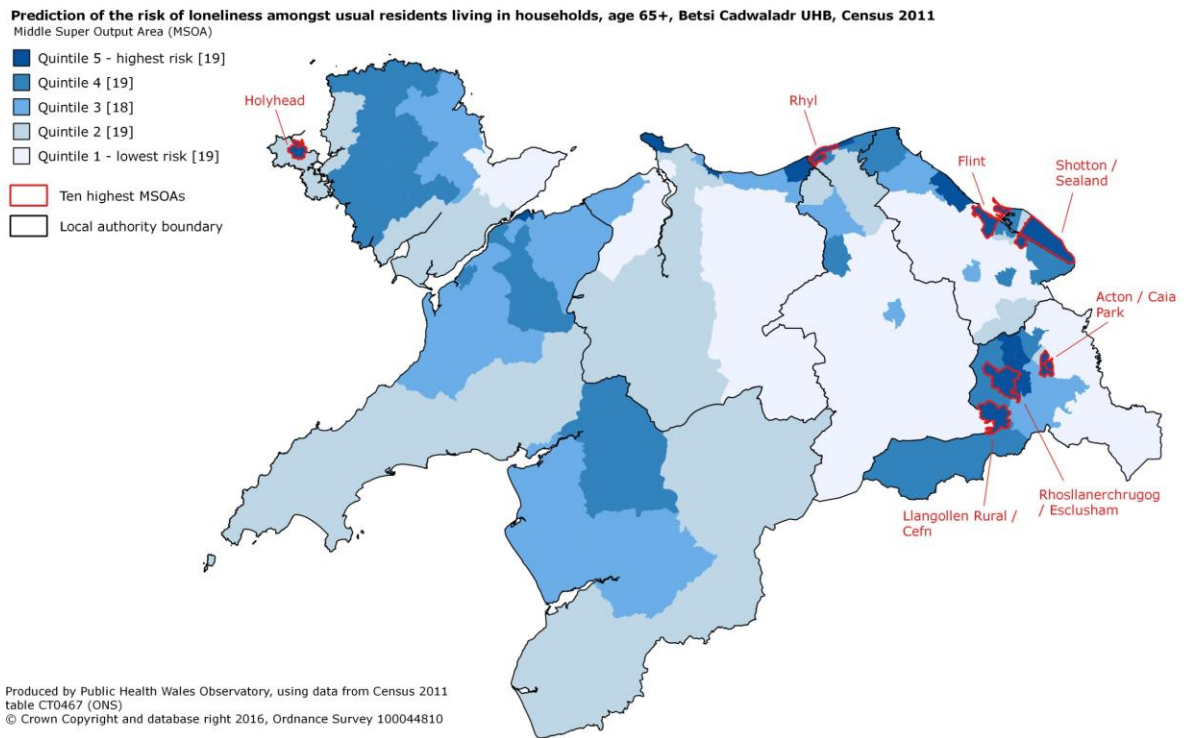 Prediction of the risk of loneliness amongst usual residents living in households, age 65+, Betsi Cadwaladr UHB, Census 2011
Middle Super Output Area (MSOA)
Quintile 5 - highest risk [19]
Quintile 4 [19]
Quintile 3 [18]
Quintile 2 [19]
Quintile 1 - lowest risk [19]
Ten highest MSOAs
Local authority boundary
Holyhead
Rhyl
Flint
Shotton /
Sealand
Acton / Caia
Park
Rhosllanerchrugog
/ Esclusham
Llangollen Rural /
Cefn
Produced by Public Health Wales Observatory, using data from Census 2011
table CT0467 (ONS)
© Crown Copyright and database right 2016, Ordnance Survey 100044810